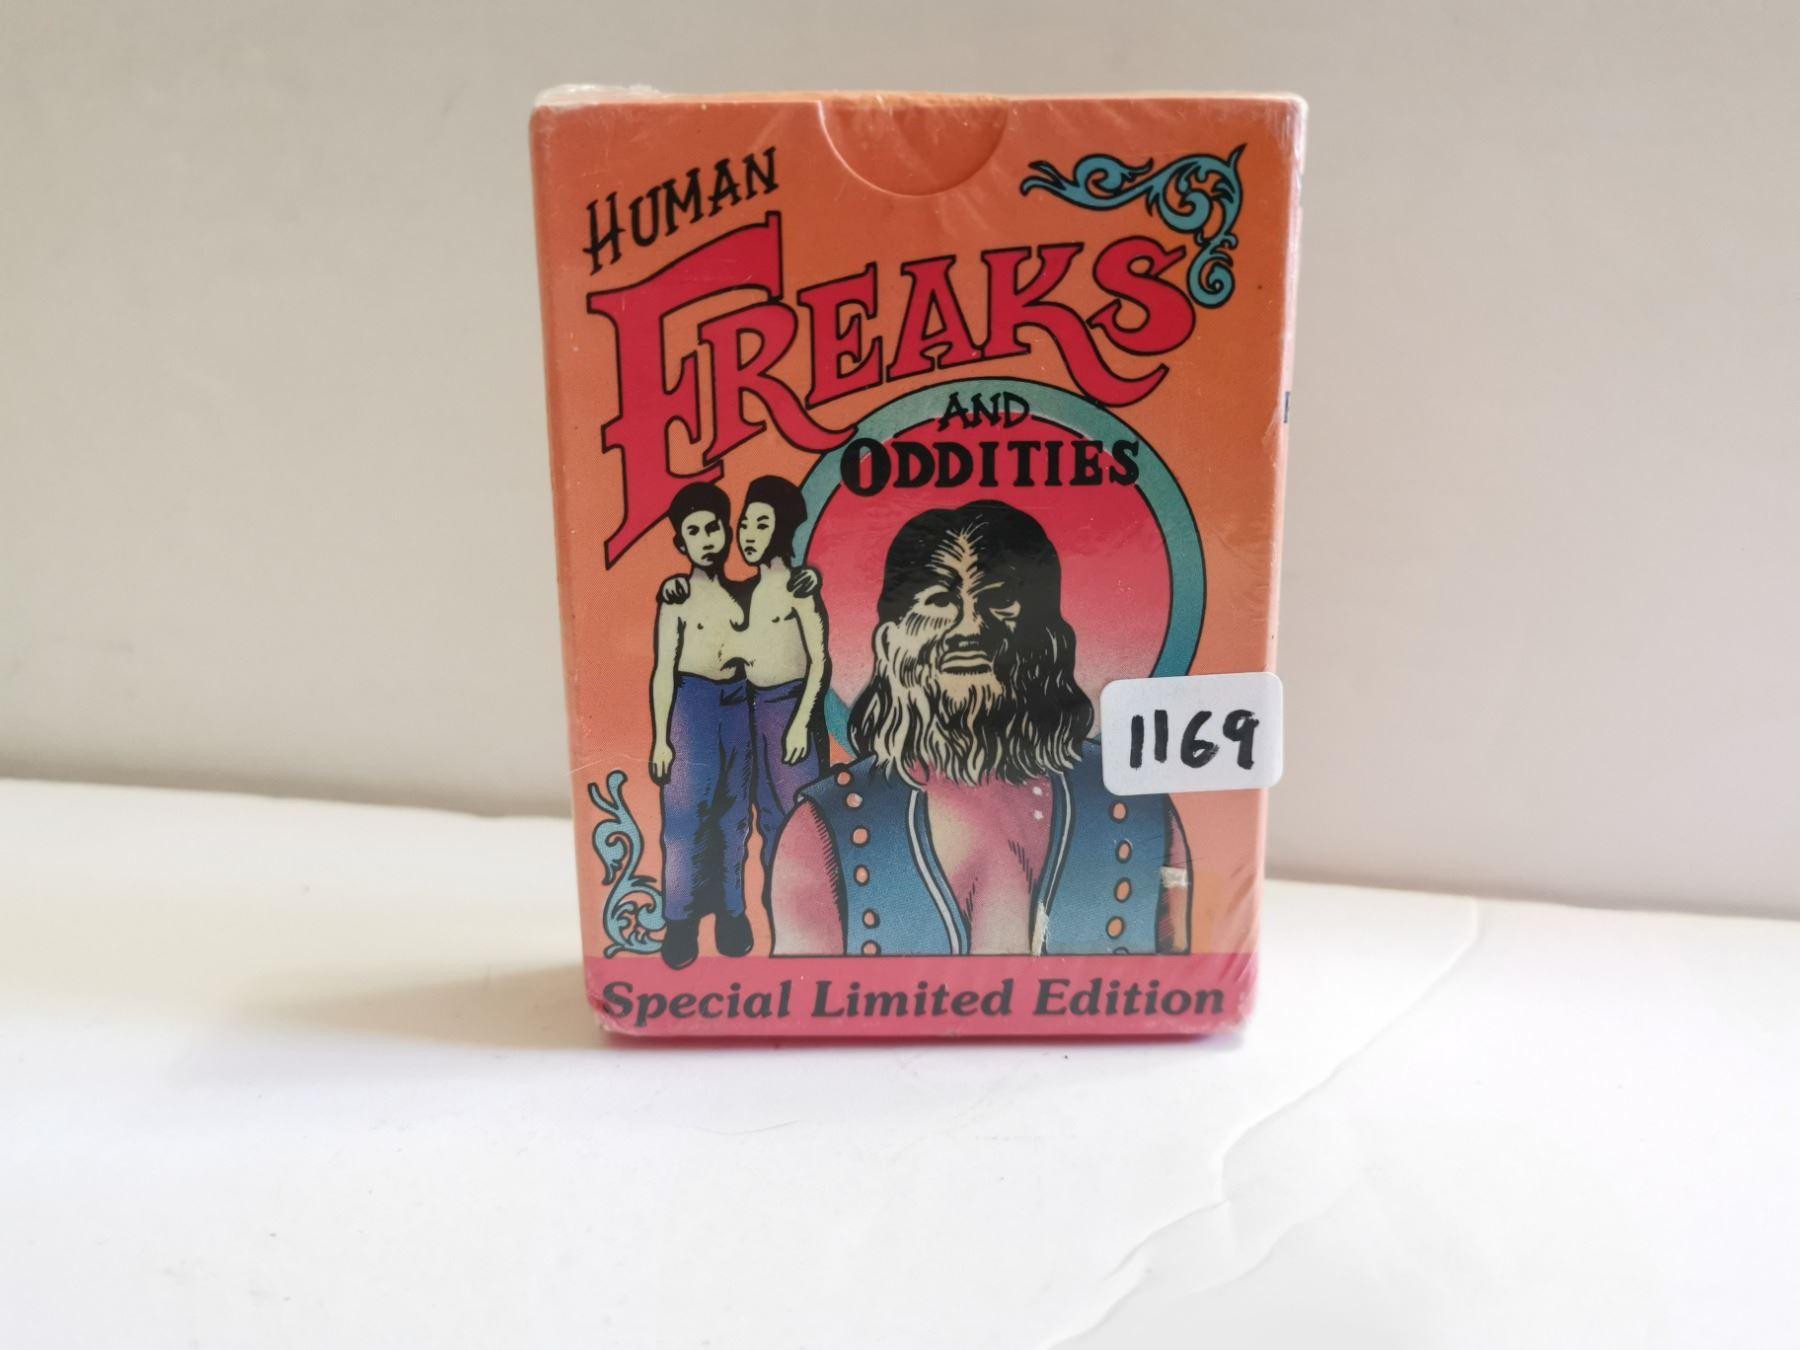 HUMAN
FREAKS
AND
ODDITIES
1169
Special Limited Edition